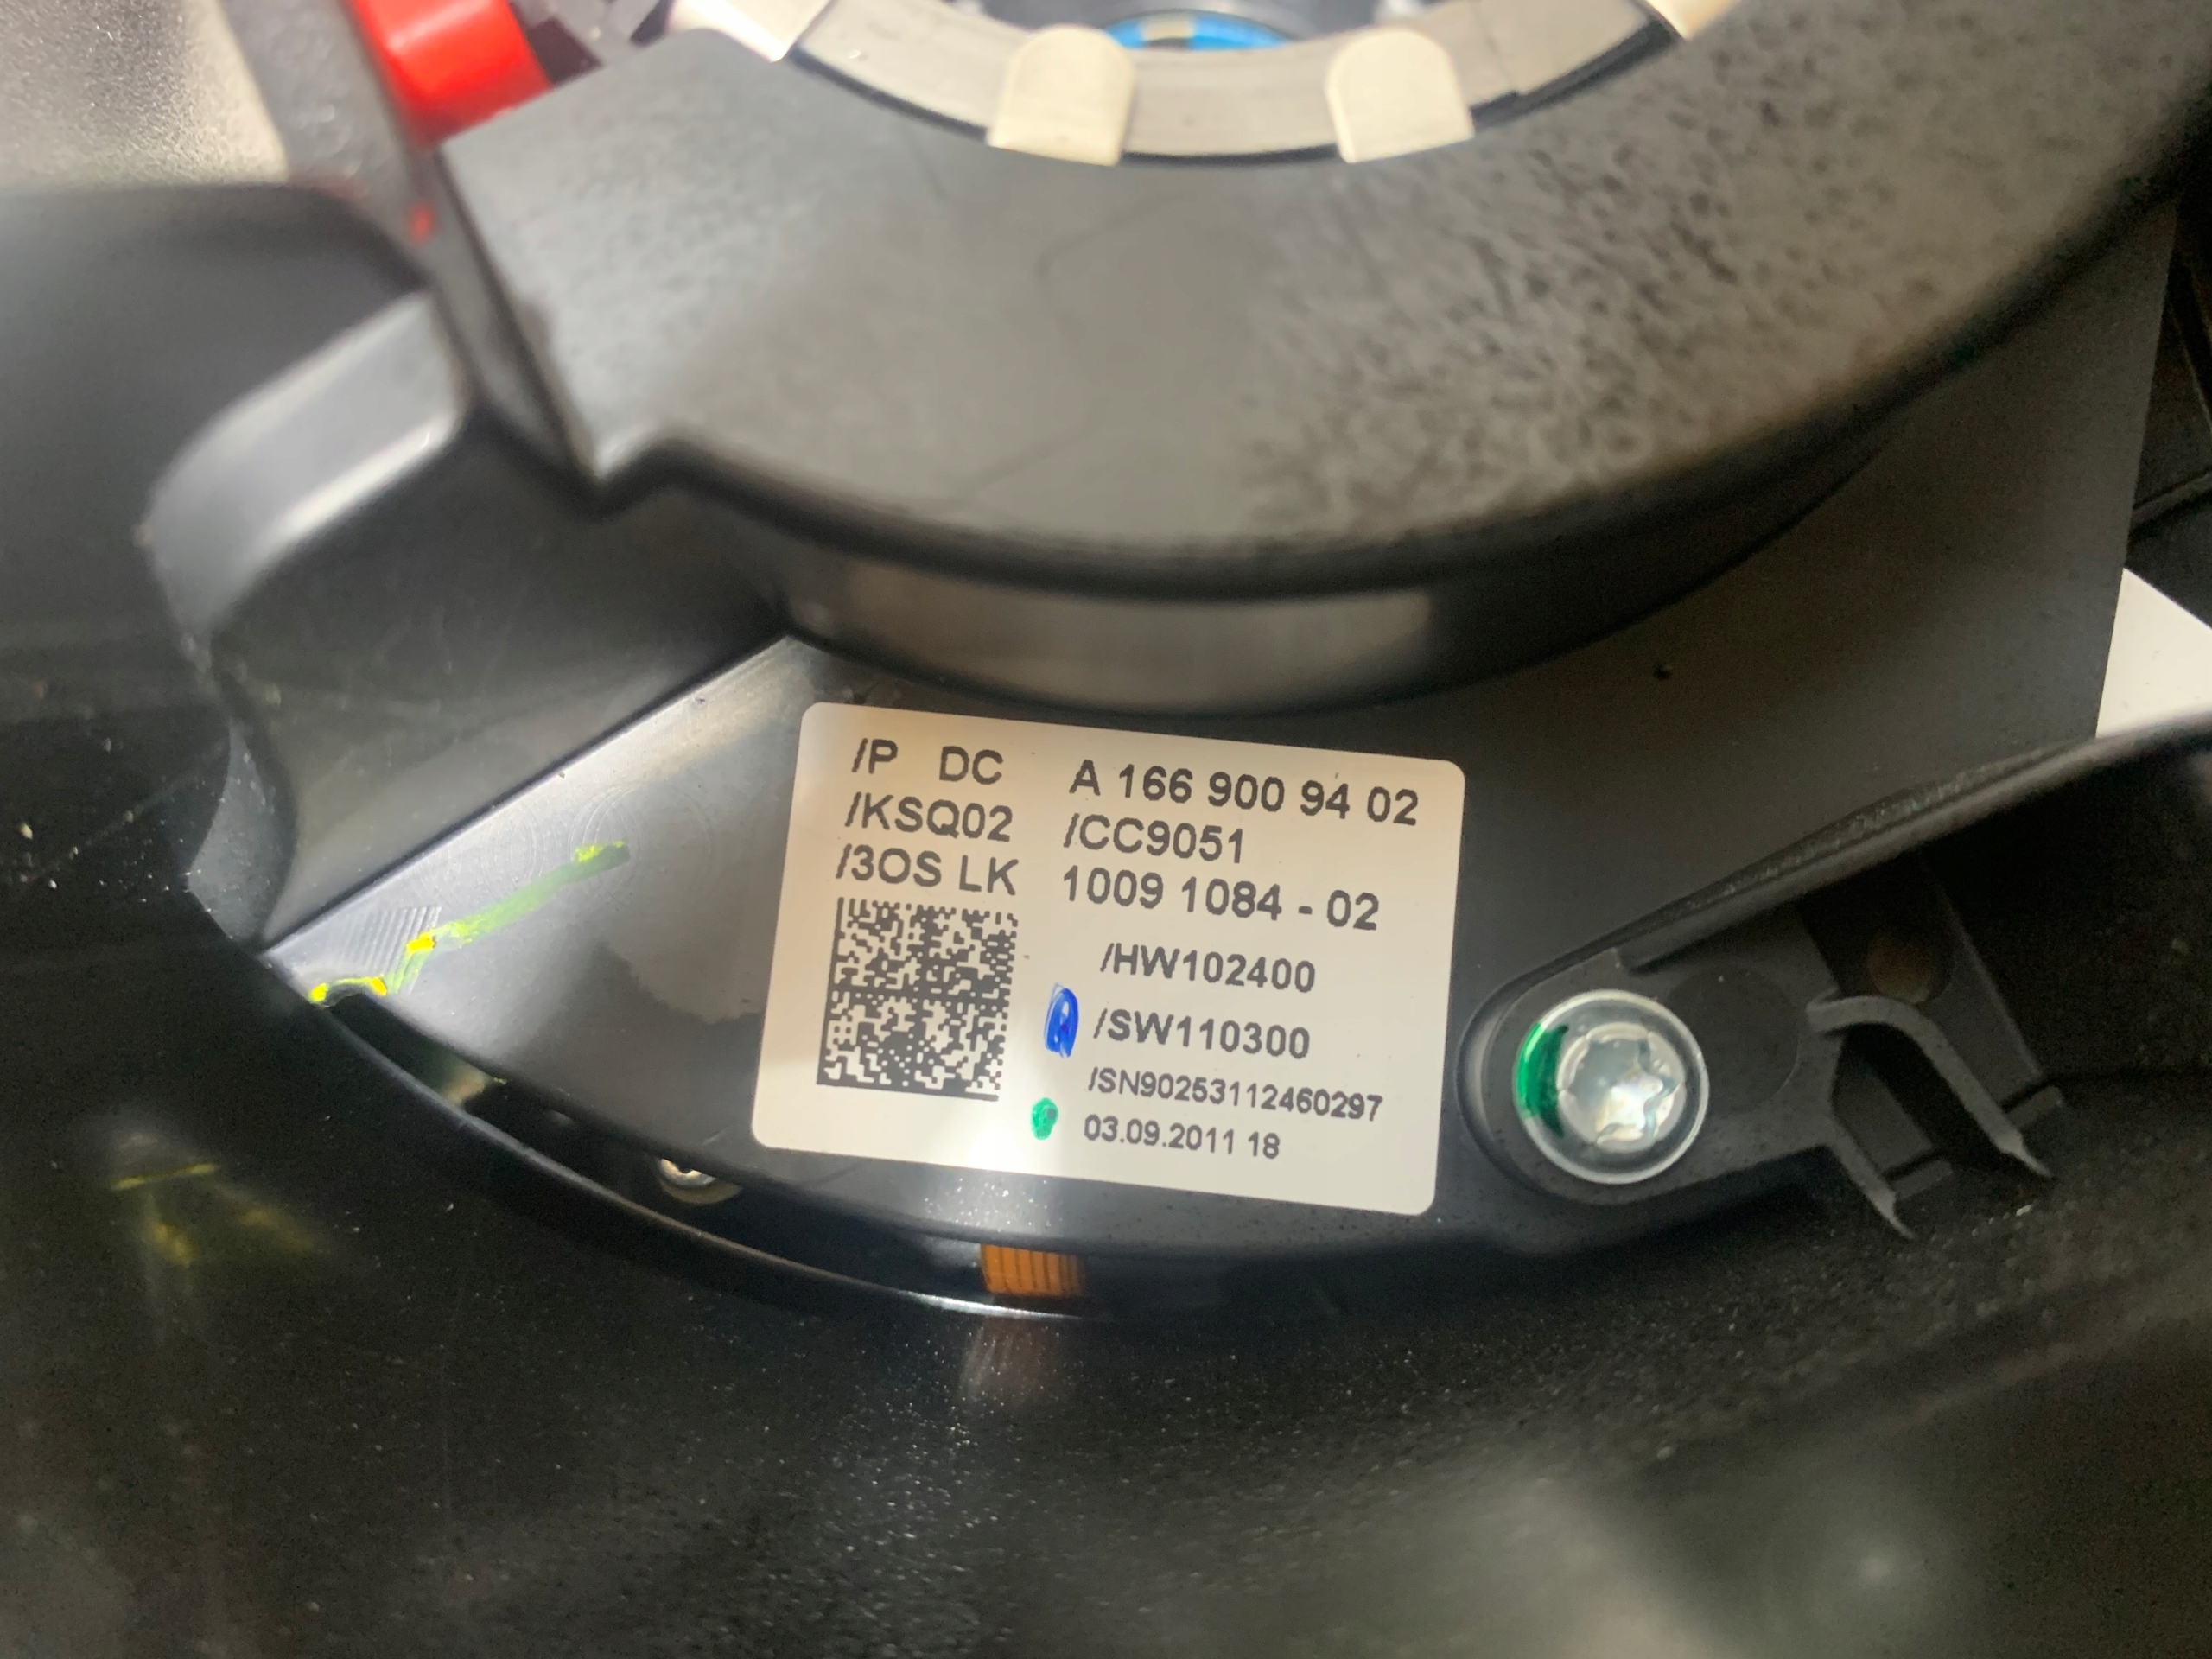 /P DC A 166 900 94 02
/KSQ02 /CC9051
/3OS LK 1009 1084 - 02
/HW102400
/SW110300
/SN90253112460297
03.09.2011 18